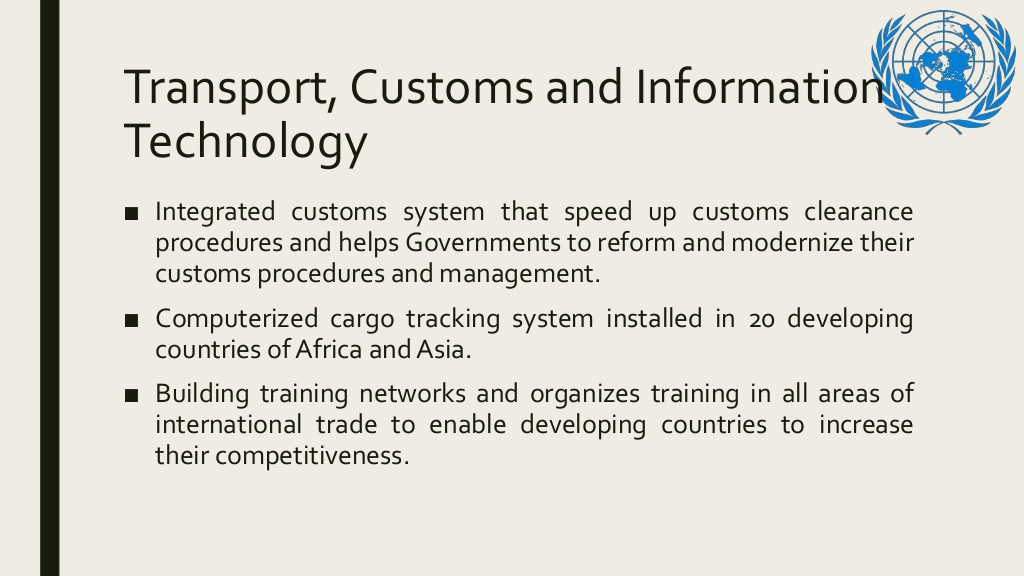 Transport, Customs and Information
Technology
■ Integrated customs system that speed up customs clearance
procedures and helps Governments to reform and modernize their
customs procedures and management.
■ Computerized cargo tracking system installed in 20 developing
countries of Africa and Asia.
■ Building training networks and organizes training in all areas of
international trade to enable developing countries to increase
their competitiveness.